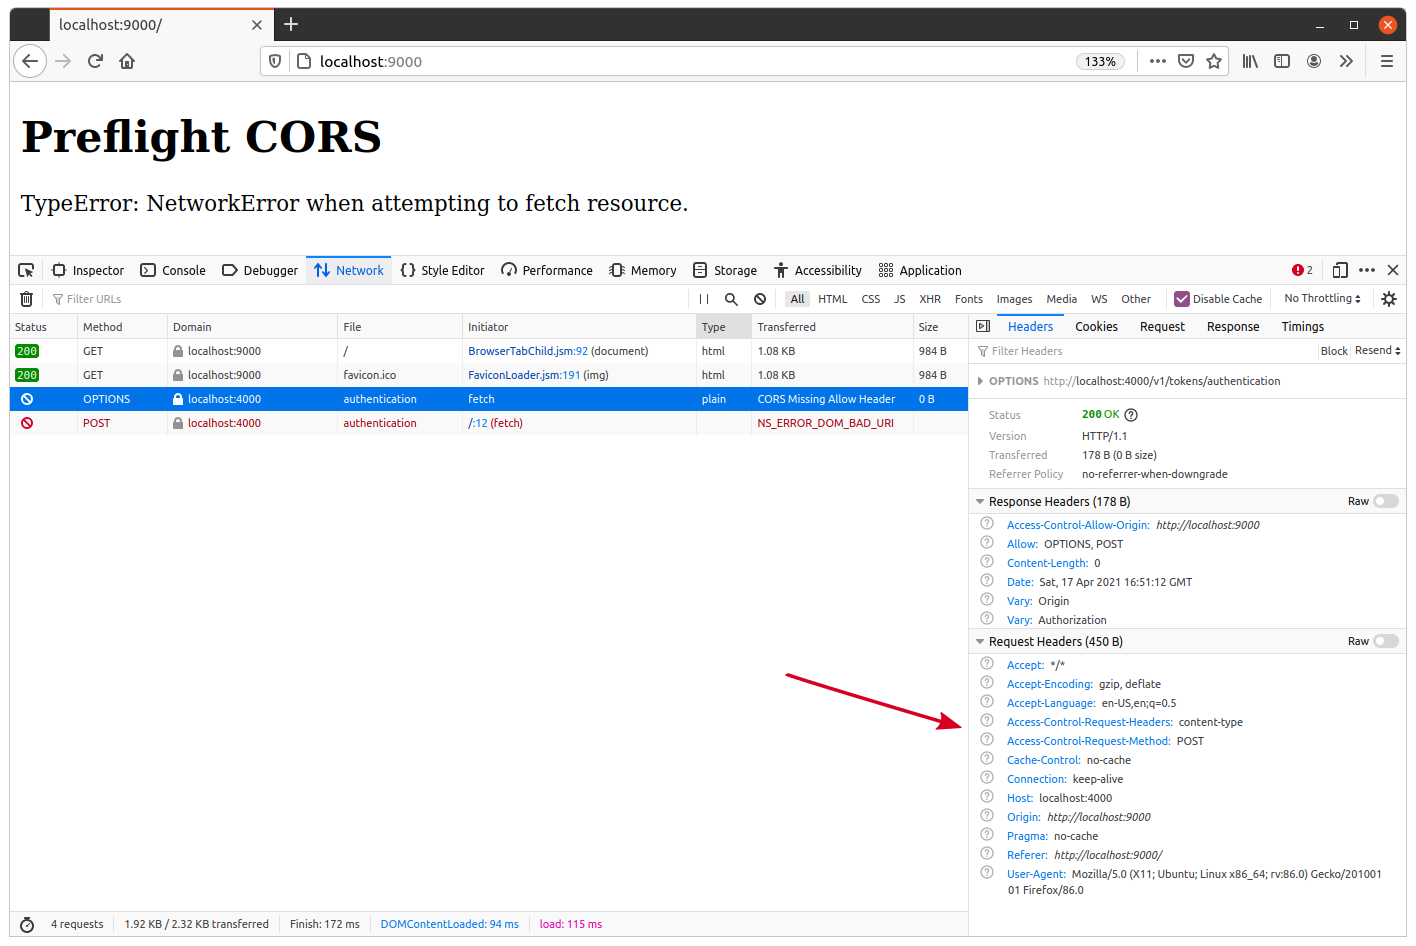 localhost:9000/
localhost:9000
133%
Preflight CORS
TypeError: NetworkError when attempting to fetch resource.
Inspector Console Debugger Network Style Editor Performance Memory Storage Accessibility Application 2
Filter URLs All HTML CSS JS XHR Fonts Images Media WS Other Disable Cache No Throttling
Status Method Domain File Initiator Type Transferred Size
200 GET localhost:9000 / BrowserTabChild.jsm:92 (document) html 1.08 KB 984 B
200 GET localhost:9000 favicon.ico FaviconLoader.jsm:191 (img) html 1.08 KB 984 B
OPTIONS localhost:4000 authentication fetch plain CORS Missing Allow Header 0 B
POST localhost:4000 authentication /:12 (fetch) NS_ERROR_DOM_BAD_URI
Headers Cookies Request Response Timings
Filter Headers Block Resend
OPTIONS http://localhost:4000/v1/tokens/authentication
Status 200 OK
Version HTTP/1.1
Transferred 178 B (0 B size)
Referrer Policy no-referrer-when-downgrade
Response Headers (178 B) Raw
Access-Control-Allow-Origin: http://localhost:9000
Allow: OPTIONS, POST
Content-Length: 0
Date: Sat, 17 Apr 2021 16:51:12 GMT
Vary: Origin
Vary: Authorization
Request Headers (450 B) Raw
Accept: */*
Accept-Encoding: gzip, deflate
Accept-Language: en-US,en;q=0.5
Access-Control-Request-Headers: content-type
Access-Control-Request-Method: POST
Cache-Control: no-cache
Connection: keep-alive
Host: localhost:4000
Origin: http://localhost:9000
Pragma: no-cache
Referer: http://localhost:9000/
User-Agent: Mozilla/5.0 (X11; Ubuntu; Linux x86_64; rv:86.0) Gecko/201001
01 Firefox/86.0
4 requests 1.92 KB / 2.32 KB transferred Finish: 172 ms DOMContentLoaded: 94 ms load: 115 ms